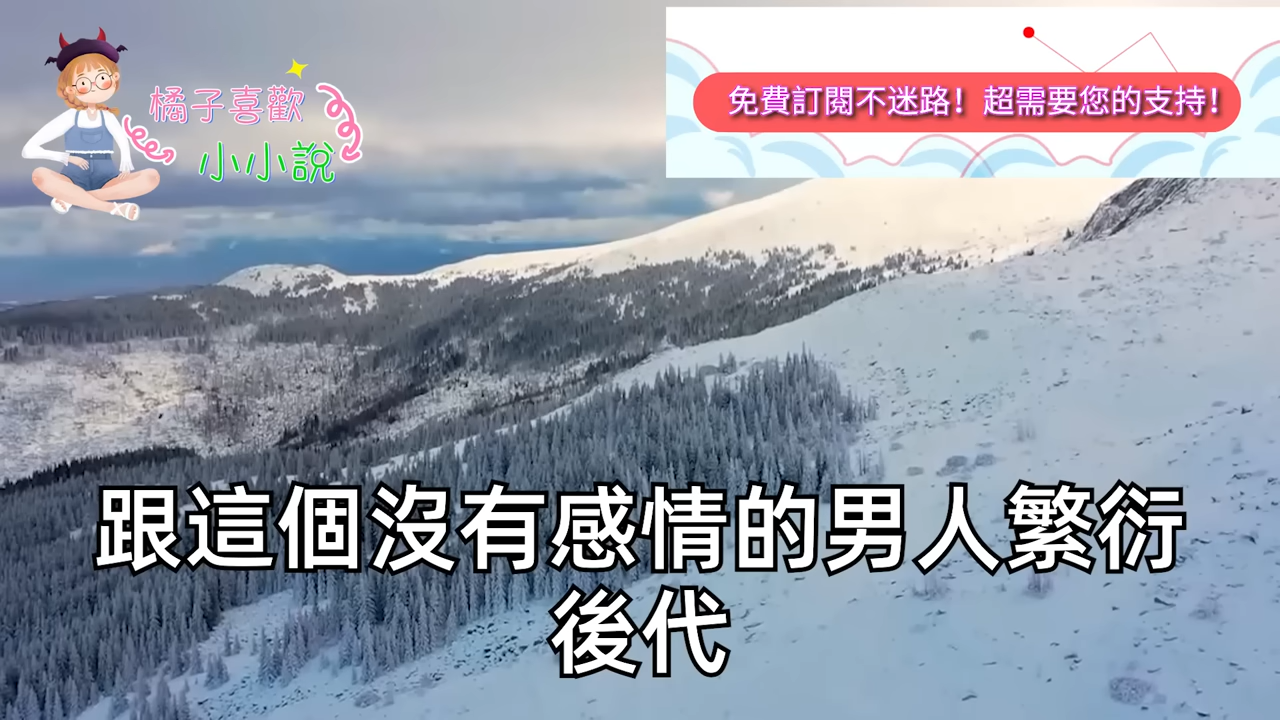 橘子喜歡
小小說
免費訂閱不迷路！超需要您的支持！
跟這個沒有感情的男人繁衍
後代